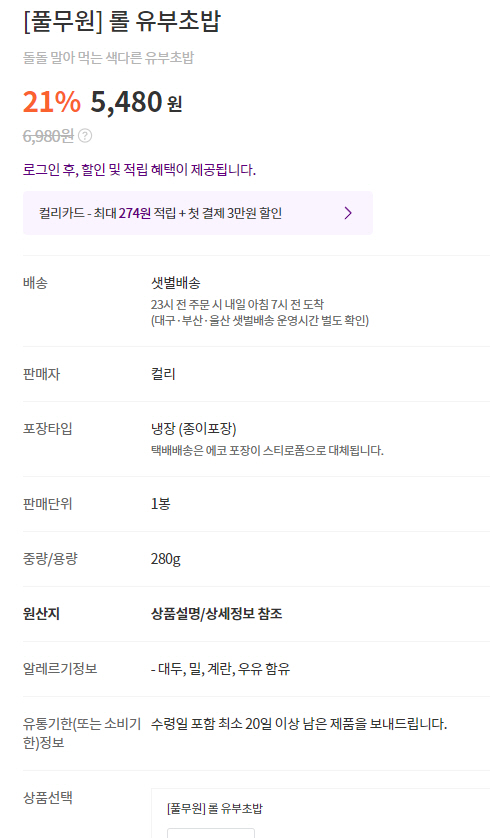 [풀무원] 롤 유부초밥
돌돌 말아 먹는 색다른 유부초밥
21% 5,480 원
6,980원 ?
로그인 후, 할인 및 적립 혜택이 제공됩니다.
컬리카드 - 최대 274원 적립 + 첫 결제 3만원 할인
배송 샛별배송
23시 전 주문 시 내일 아침 7시 전 도착
(대구·부산·울산 샛별배송 운영시간 별도 확인)
판매자 컬리
포장타입 냉장 (종이포장)
택배배송은 에코 포장이 스티로폼으로 대체됩니다.
판매단위 1봉
중량/용량 280g
원산지 상품설명/상세정보 참조
알레르기정보 - 대두, 밀, 계란, 우유 함유
유통기한(또는 소비기 수령일 포함 최소 20일 이상 남은 제품을 보내드립니다.
한)정보
상품선택
[풀무원] 롤 유부초밥